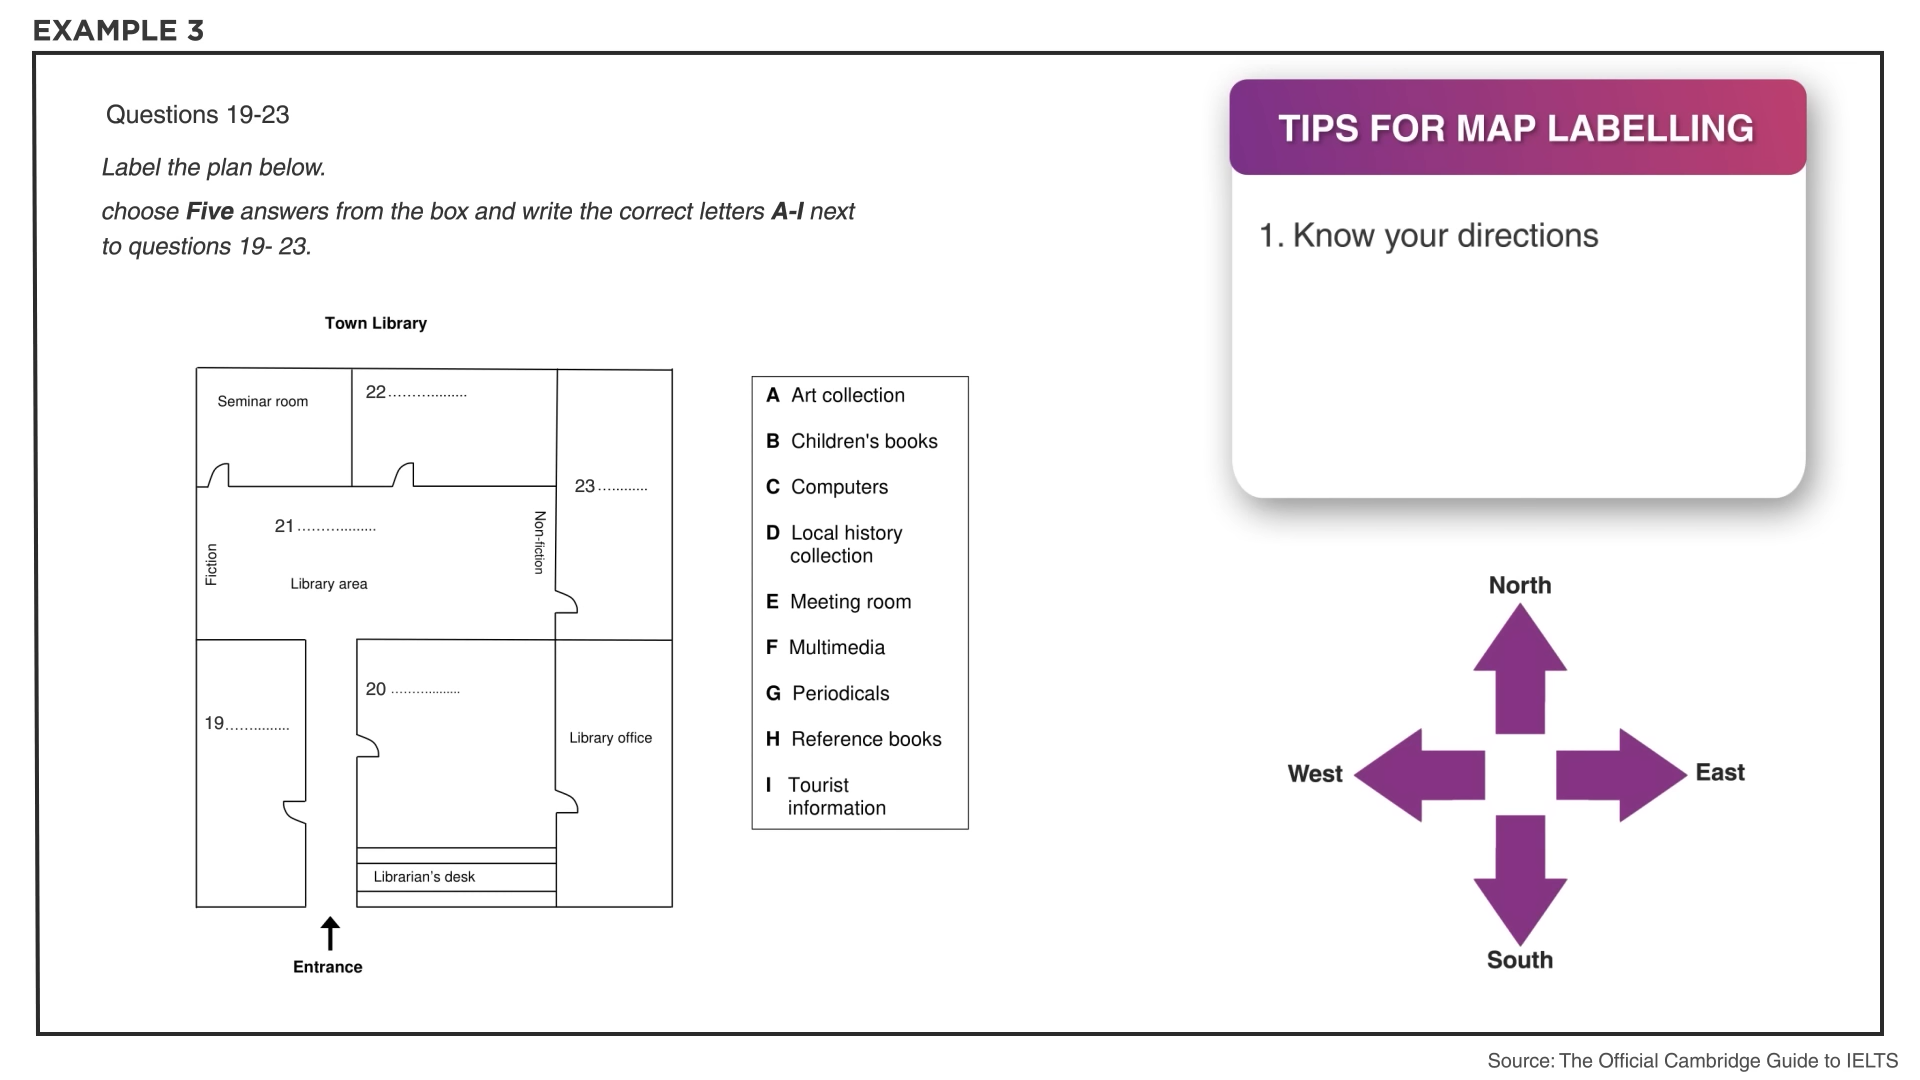 EXAMPLE 3
Questions 19-23
Label the plan below.
choose Five answers from the box and write the correct letters A-I next
to questions 19- 23.
Town Library
Seminar room
22..................
23............
21..................
Fiction
Non-fiction
Library area
19................
20..................
Library office
Librarian's desk
Entrance
A Art collection
B Children's books
C Computers
D Local history
collection
E Meeting room
F Multimedia
G Periodicals
H Reference books
I Tourist
information
TIPS FOR MAP LABELLING
1. Know your directions
North
West
East
South
Source: The Official Cambridge Guide to IELTS